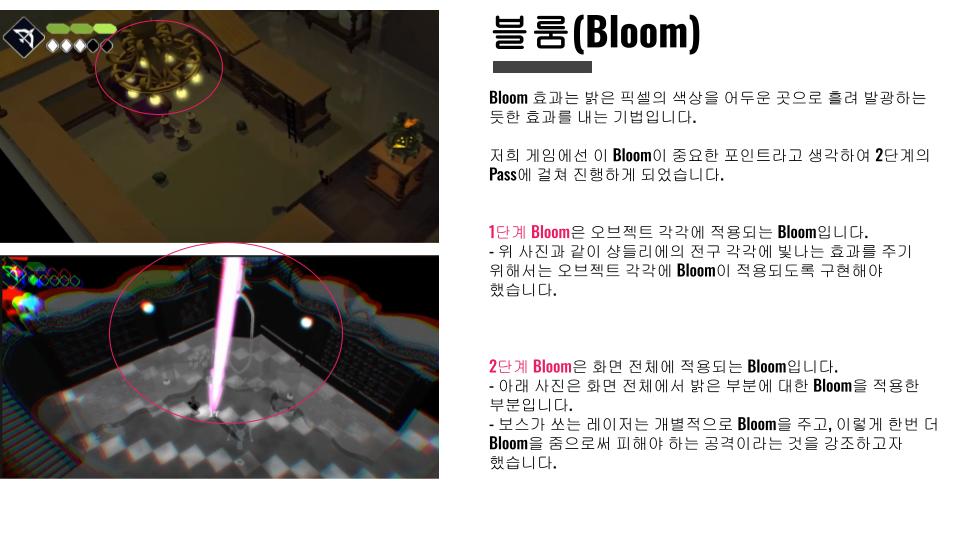 블룸(Bloom)
Bloom 효과는 밝은 픽셀의 색상을 어두운 곳으로 흘려 발광하는
듯한 효과를 내는 기법입니다.
저희 게임에선 이 Bloom이 중요한 포인트라고 생각하여 2단계의
Pass에 걸쳐 진행하게 되었습니다.
1단계 Bloom은 오브젝트 각각에 적용되는 Bloom입니다.
- 위 사진과 같이 샹들리에의 전구 각각에 빛나는 효과를 주기
위해서는 오브젝트 각각에 Bloom이 적용되도록 구현해야
했습니다.
2단계 Bloom은 화면 전체에 적용되는 Bloom입니다.
- 아래 사진은 화면 전체에서 밝은 부분에 대한 Bloom을 적용한
부분입니다.
- 보스가 쏘는 레이저는 개별적으로 Bloom을 주고, 이렇게 한번 더
Bloom을 줌으로써 피해야 하는 공격이라는 것을 강조하고자
했습니다.